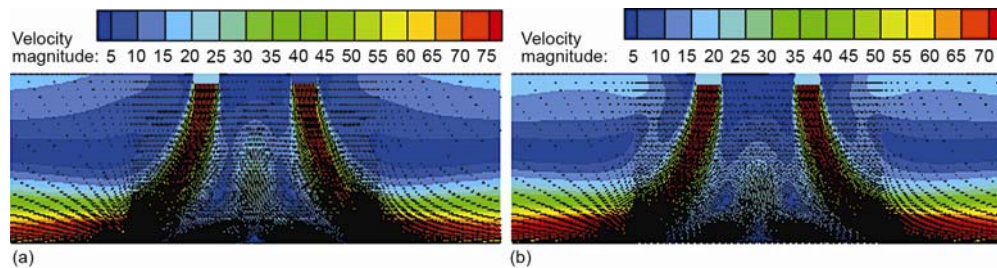 Velocity
magnitude: 5 10 15 20 25 30 35 40 45 50 55 60 65 70 75
(a)
Velocity
magnitude: 5 10 15 20 25 30 35 40 45 50 55 60 65 70
(b)